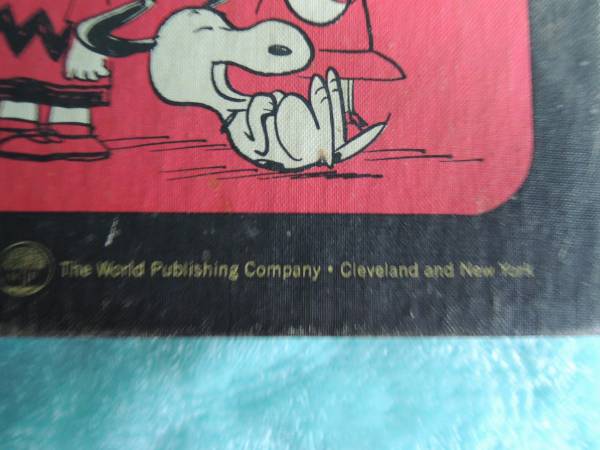 The World Publishing Company • Cleveland and New York